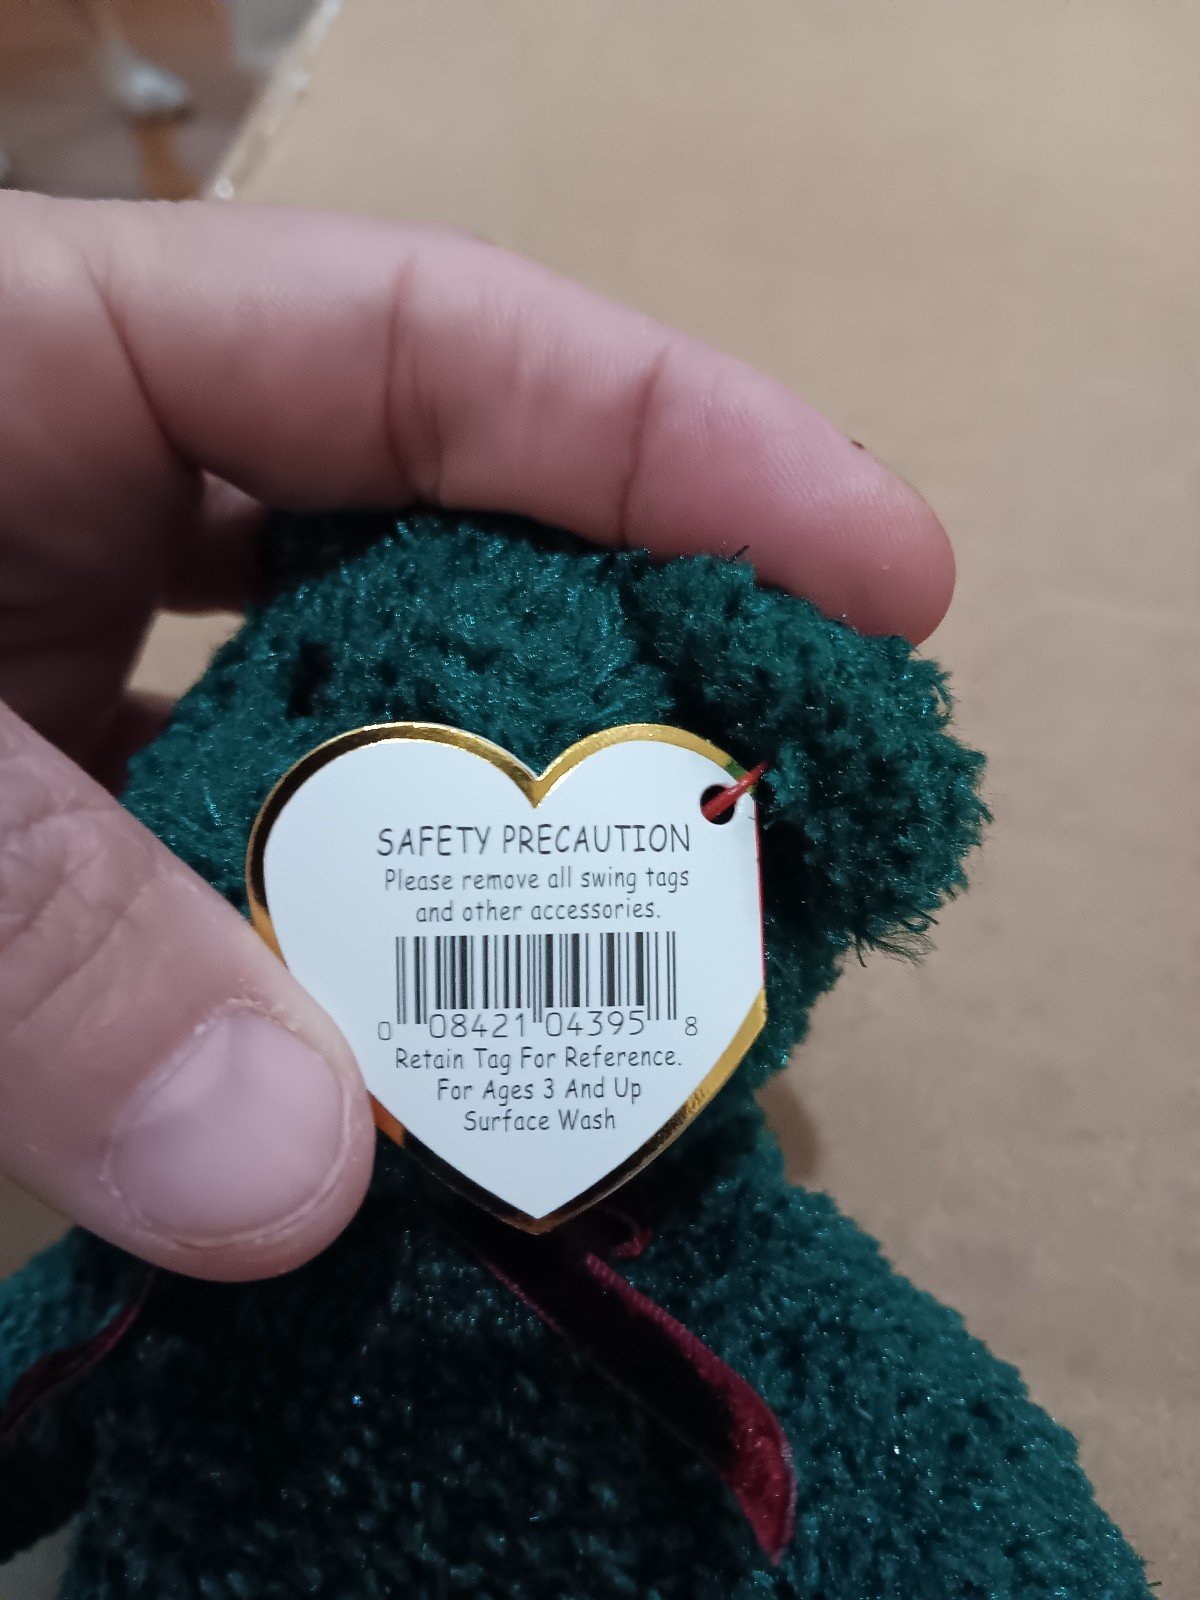 SAFETY PRECAUTION
Please remove all swing tags
and other accessories.
0 08421 04395 8
Retain Tag For Reference.
For Ages 3 And Up
Surface Wash